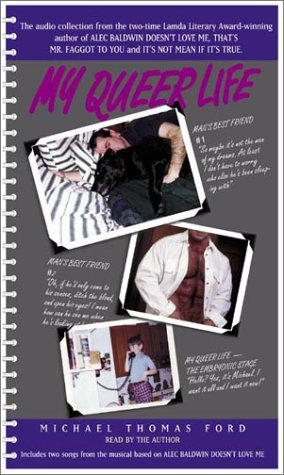 The audio collection from the two-time Lamda Literary Award-winning
author of ALEC BALDWIN DOESN'T LOVE ME, THAT'S
MR. FAGGOT TO YOU and IT'S NOT MEAN IF IT'S TRUE.
MY QUEER LIFE
MAN'S BEST FRIEND
#1
"So maybe it's not the man
of my dreams. At least
I don't have to worry
who else he's been sleep-
ing with"
MAN'S BEST FRIEND
#2
"Oh, if he'd only come to
his senses, ditch the blond,
and open his eyes! I mean
how can he see me when
he's
MY QUEER LIFE —
THE EMBRYONIC STAGE
"Hello? Yes, it's Michael. I
want it all and I want it now!"
MICHAEL THOMAS FORD
READ BY THE AUTHOR
Includes two songs from the musical based on ALEC BALDWIN DOESN'T LOVE ME